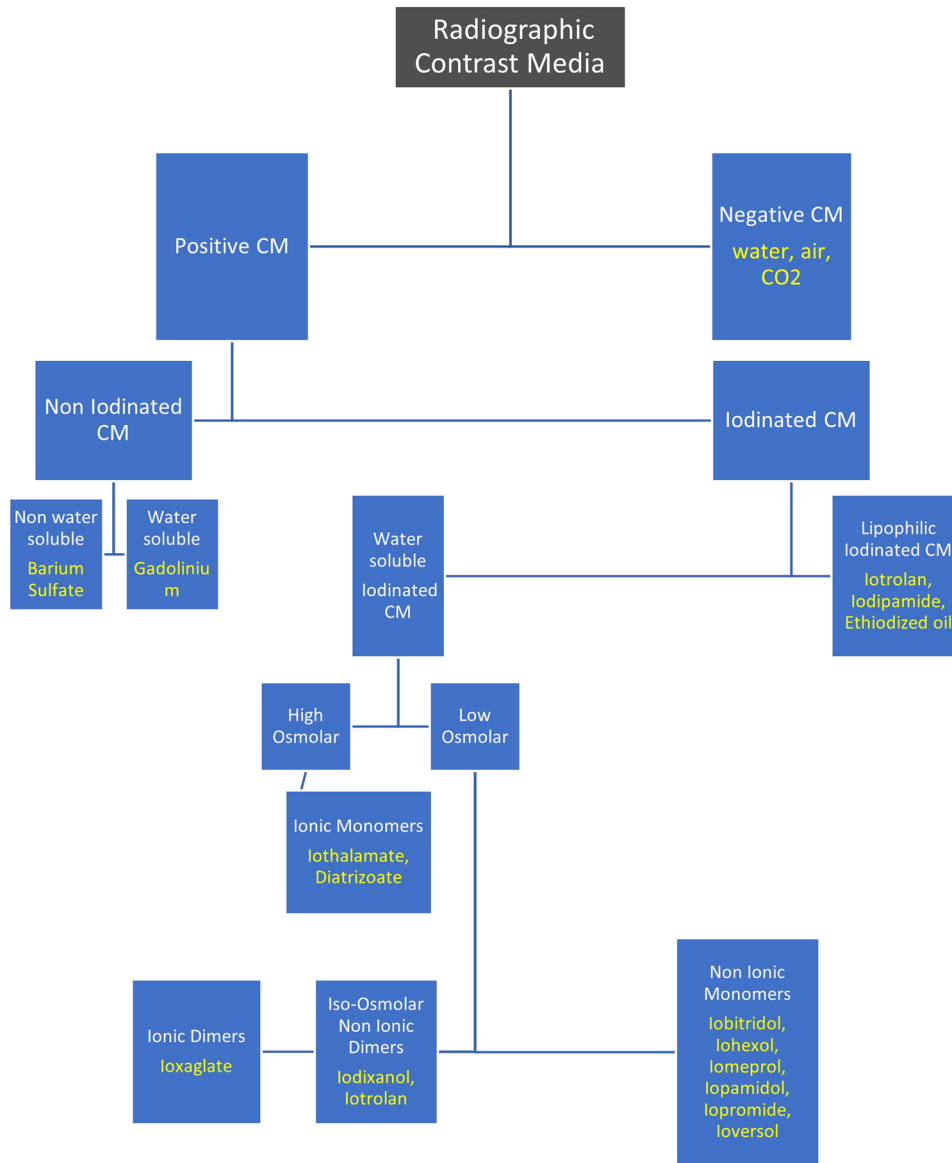 Radiographic
Contrast Media
Positive CM
Negative CM
water, air,
CO2
Non Iodinated
CM
Iodinated CM
Non water
soluble
Barium
Sulfate
Water
soluble
Gadoliniu
m
Water
soluble
Iodinated CM
Lipophilic
Iodinated CM
Iotrolan,
Iodipamide,
Ethiodized oil
High
Osmolar
Low
Osmolar
Ionic Monomers
Iothalamate,
Diatrizoate
Ionic Dimers
Ioxaglate
Iso-Osmolar
Non Ionic
Dimers
Iodixanol,
Iotrolan
Non Ionic
Monomers
Iobitridol,
Iohexol,
Iomeprol,
Iopamidol,
Iopromide,
Ioversol